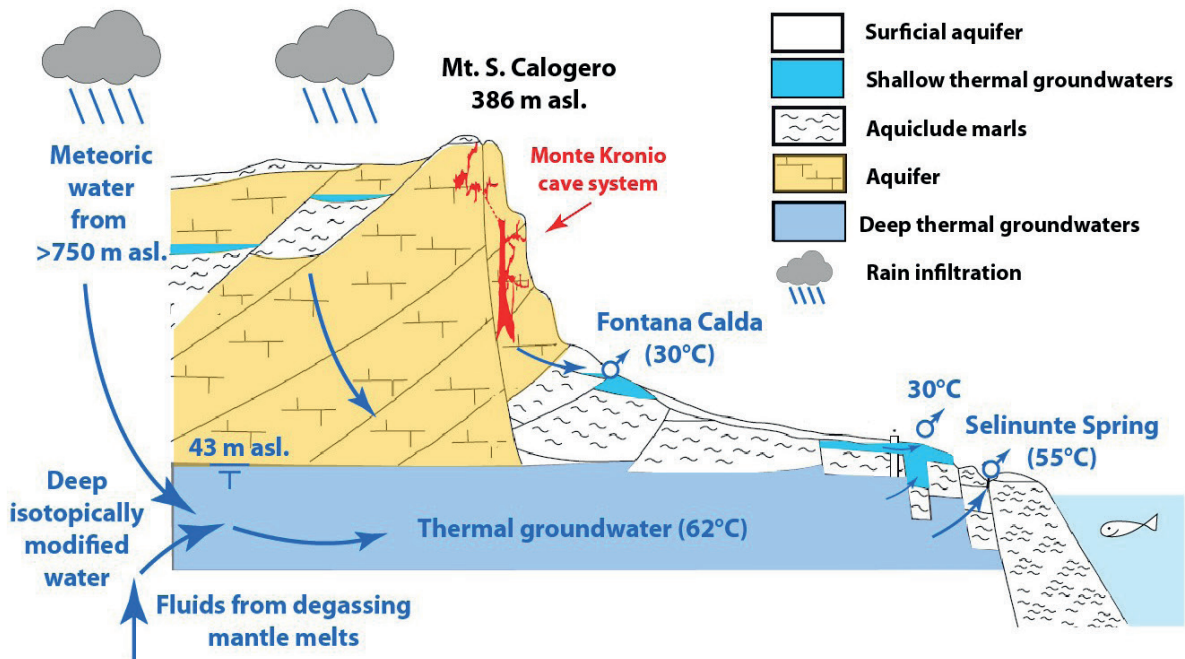 Mt. S. Calogero
386 m asl.
Surficial aquifer
Shallow thermal groundwaters
Aquiclude marls
Aquifer
Deep thermal groundwaters
Rain infiltration
Meteoric
water
from
>750 m asl.
Monte Kronio
cave system
Fontana Calda
(30°C)
30°C
Selinunte Spring
(55°C)
43 m asl.
Deep
isotopically
modified
water
Thermal groundwater (62°C)
Fluids from degassing
mantle melts